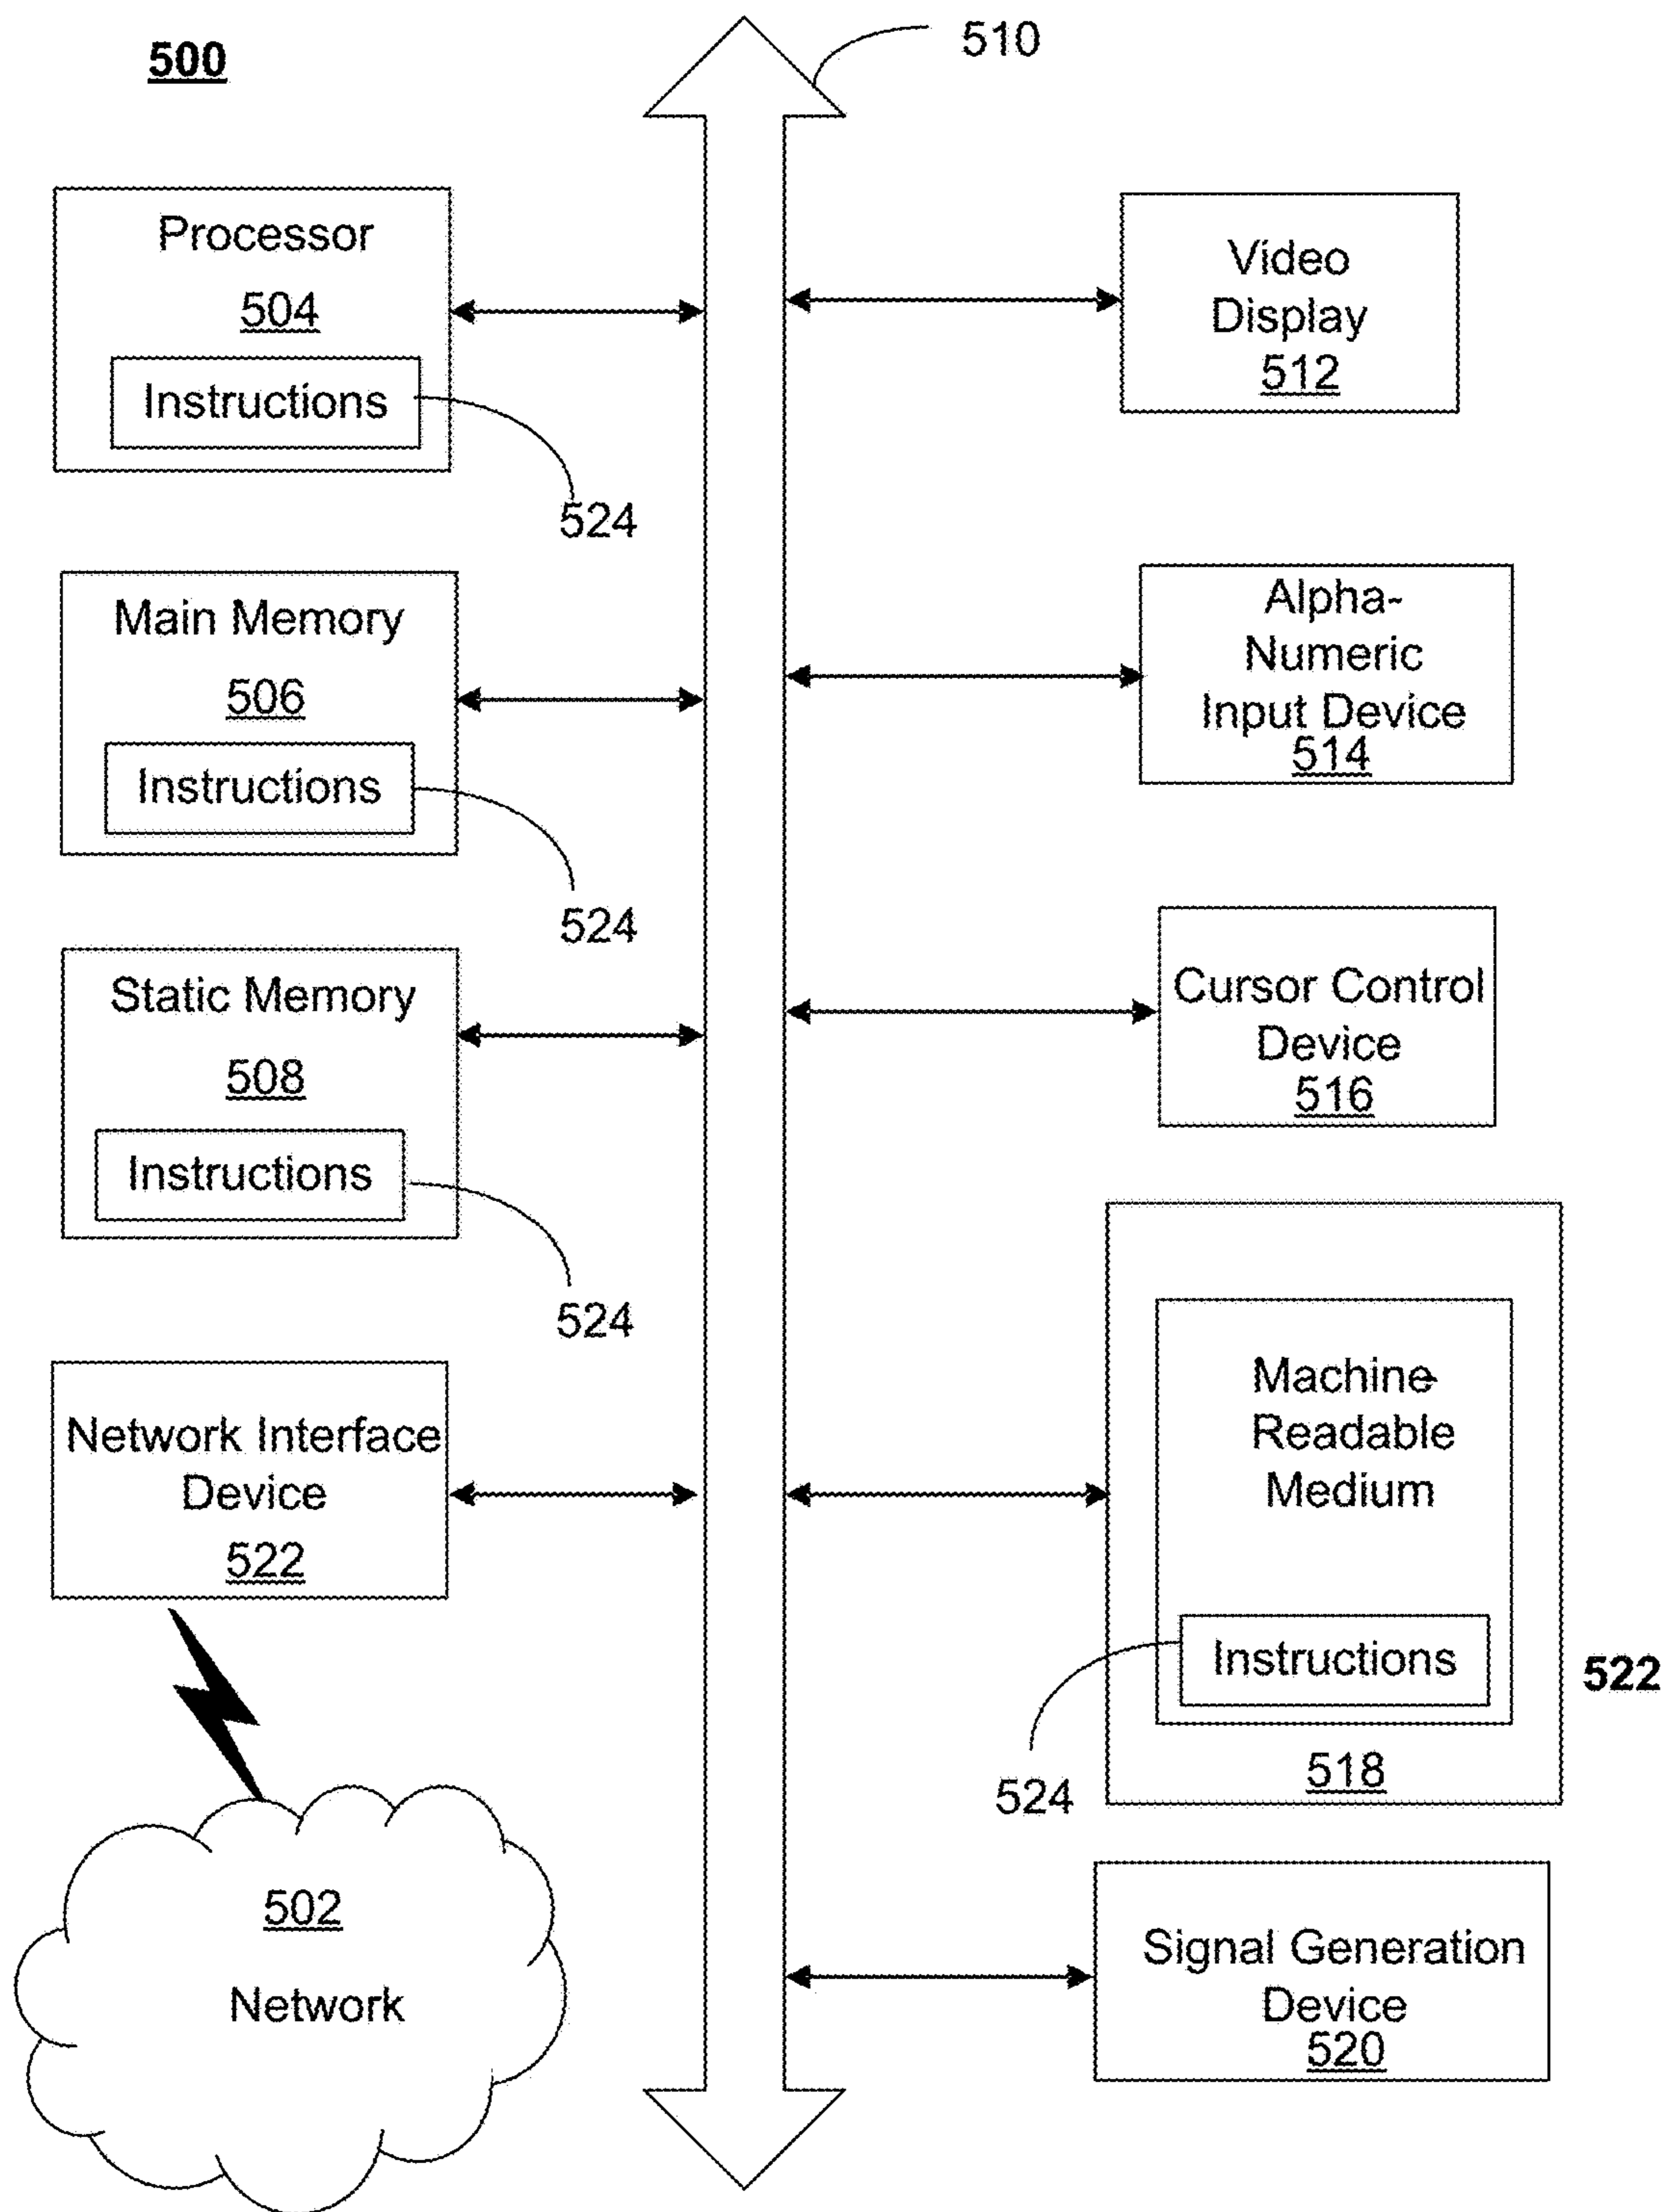 500
510
Processor
504
Instructions
524
Main Memory
506
Instructions
524
Static Memory
508
Instructions
524
Network Interface
Device
522
502
Network
Video
Display
512
Alpha-
Numeric
Input Device
514
Cursor Control
Device
516
Machine-
Readable
Medium
Instructions
522
524
518
Signal Generation
Device
520